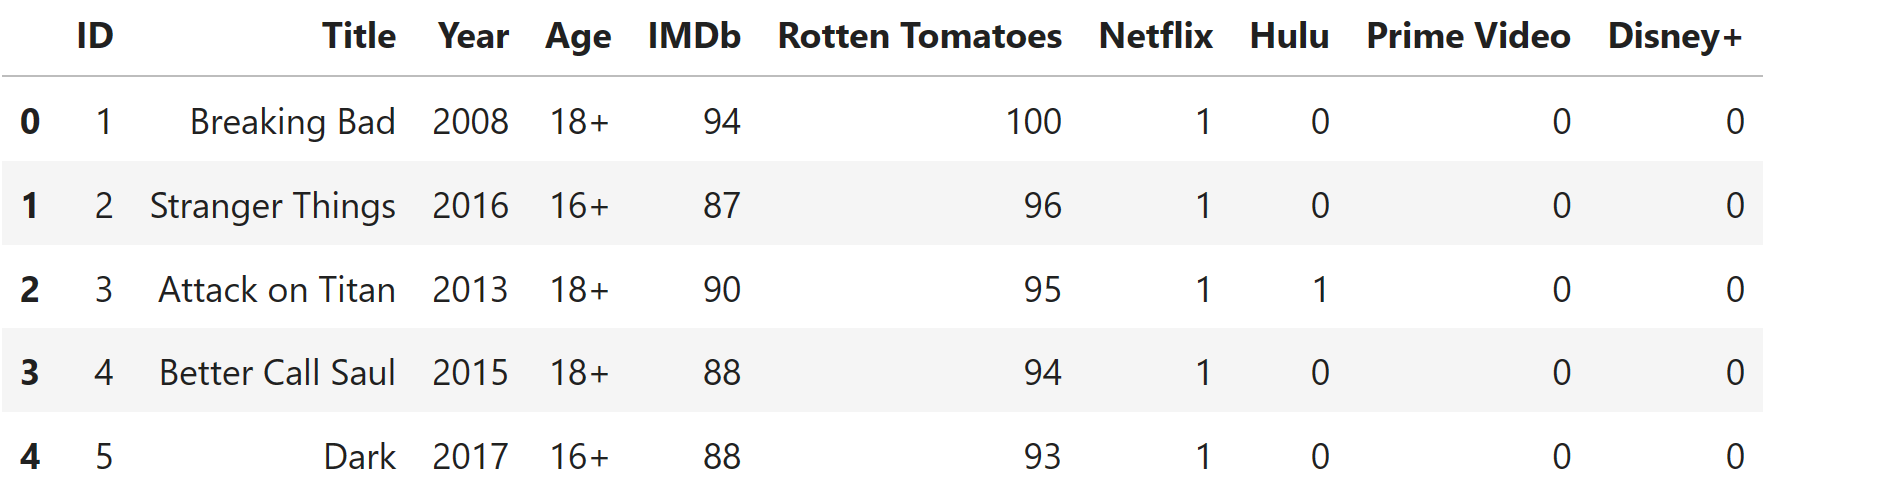 ID Title Year Age IMDb Rotten Tomatoes Netflix Hulu Prime Video Disney+
0 1 Breaking Bad 2008 18+ 94 100 1 0 0 0
1 2 Stranger Things 2016 16+ 87 96 1 0 0 0
2 3 Attack on Titan 2013 18+ 90 95 1 1 0 0
3 4 Better Call Saul 2015 18+ 88 94 1 0 0 0
4 5 Dark 2017 16+ 88 93 1 0 0 0